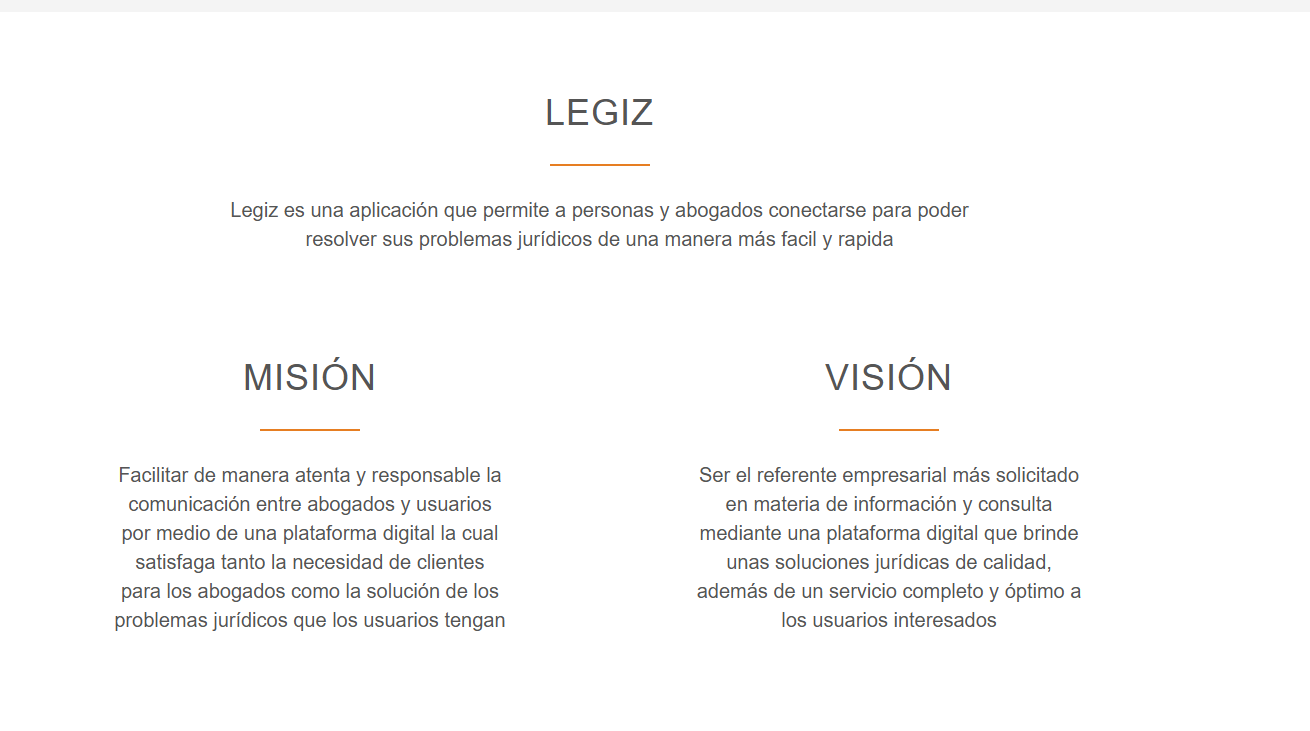 LEGIZ
Legiz es una aplicación que permite a personas y abogados conectarse para poder
resolver sus problemas jurídicos de una manera más facil y rapida
MISIÓN
Facilitar de manera atenta y responsable la
comunicación entre abogados y usuarios
por medio de una plataforma digital la cual
satisfaga tanto la necesidad de clientes
para los abogados como la solución de los
problemas jurídicos que los usuarios tengan
VISIÓN
Ser el referente empresarial más solicitado
en materia de información y consulta
mediante una plataforma digital que brinde
unas soluciones jurídicas de calidad,
además de un servicio completo y óptimo a
los usuarios interesados